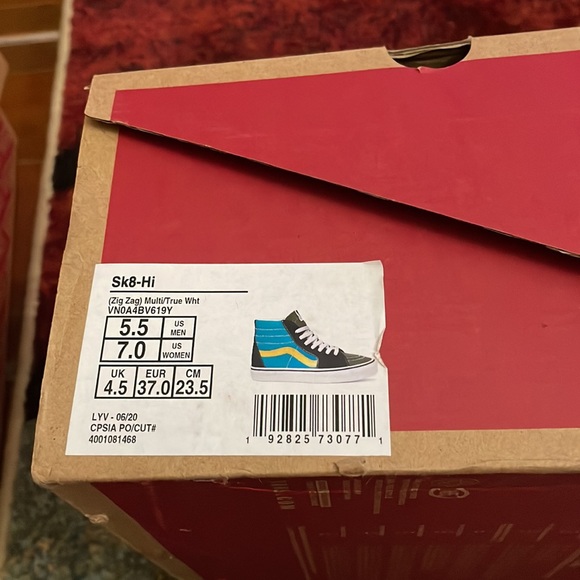 Sk8-Hi
(Zig Zag) Multi/True Wht
VN0A4BV619Y
5.5 US MEN
7.0 US WOMEN
UK EUR CM
4.5 37.0 23.5
LYV - 06/20
CPSIA PO/CUT#
4001081468
1 92825 73077 1